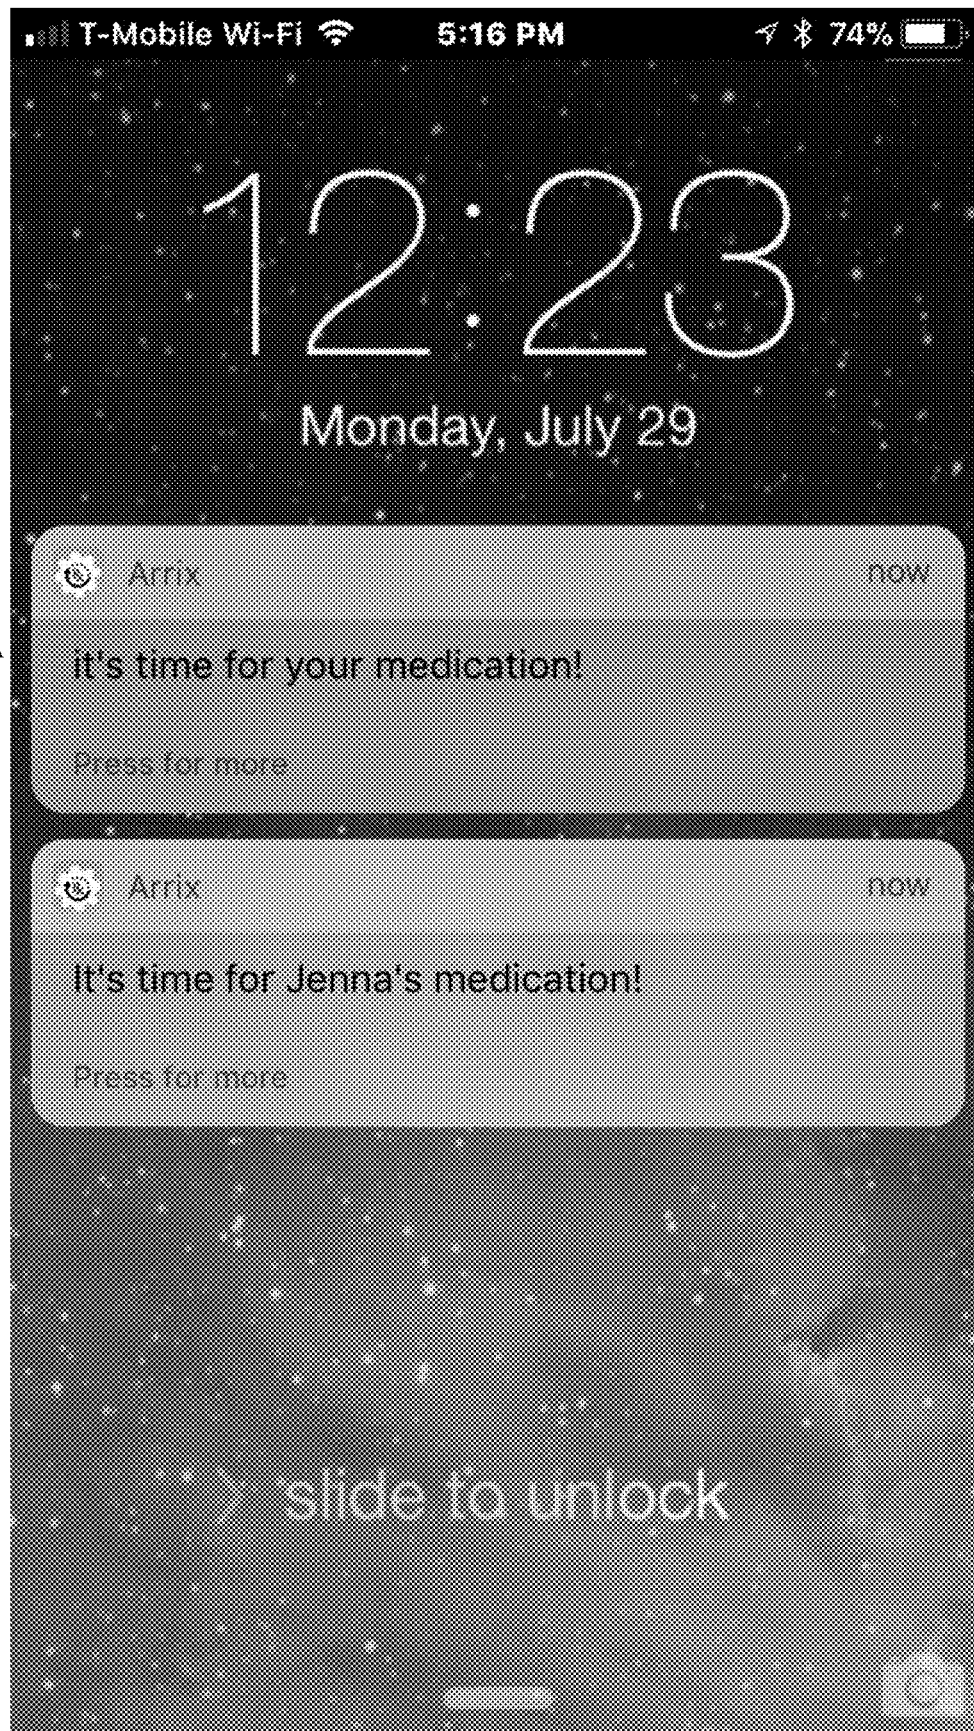 T-Mobile Wi-Fi 5:16 PM 74%
12:23
Monday, July 29
Arrix now
it's time for your medication!
Press for more
Arrix now
It's time for Jenna's medication!
Press for more
slide to unlock